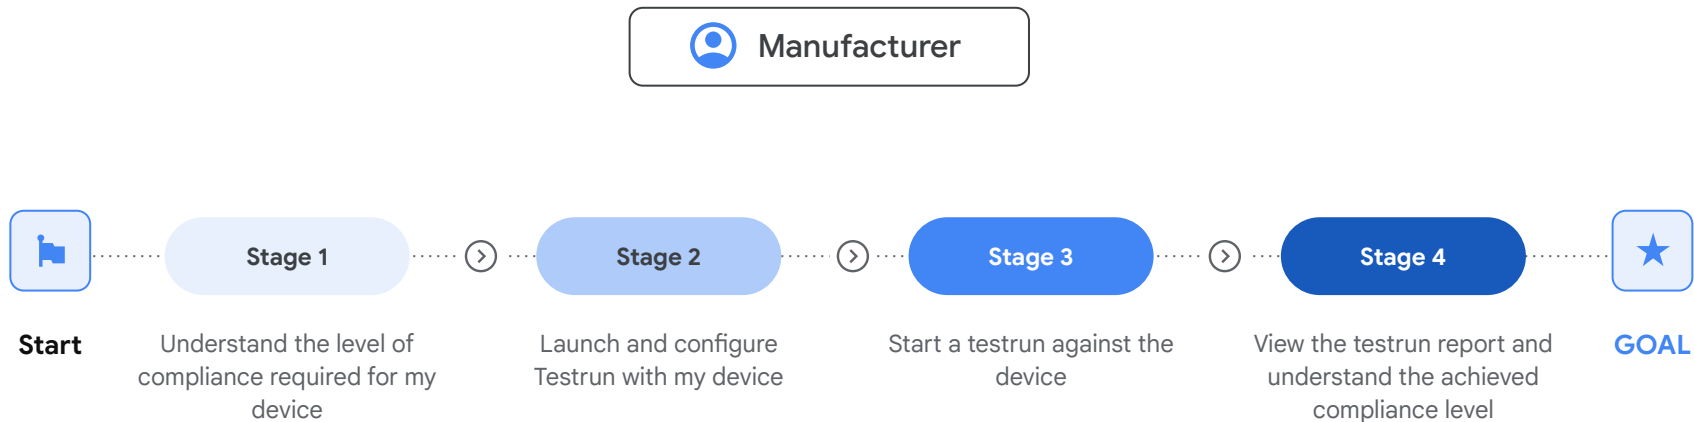 Manufacturer
Stage 1
Stage 2
Stage 3
Stage 4
Start
Understand the level of
compliance required for my
device
Launch and configure
Testrun with my device
Start a testrun against the
device
View the testrun report and
understand the achieved
compliance level
GOAL